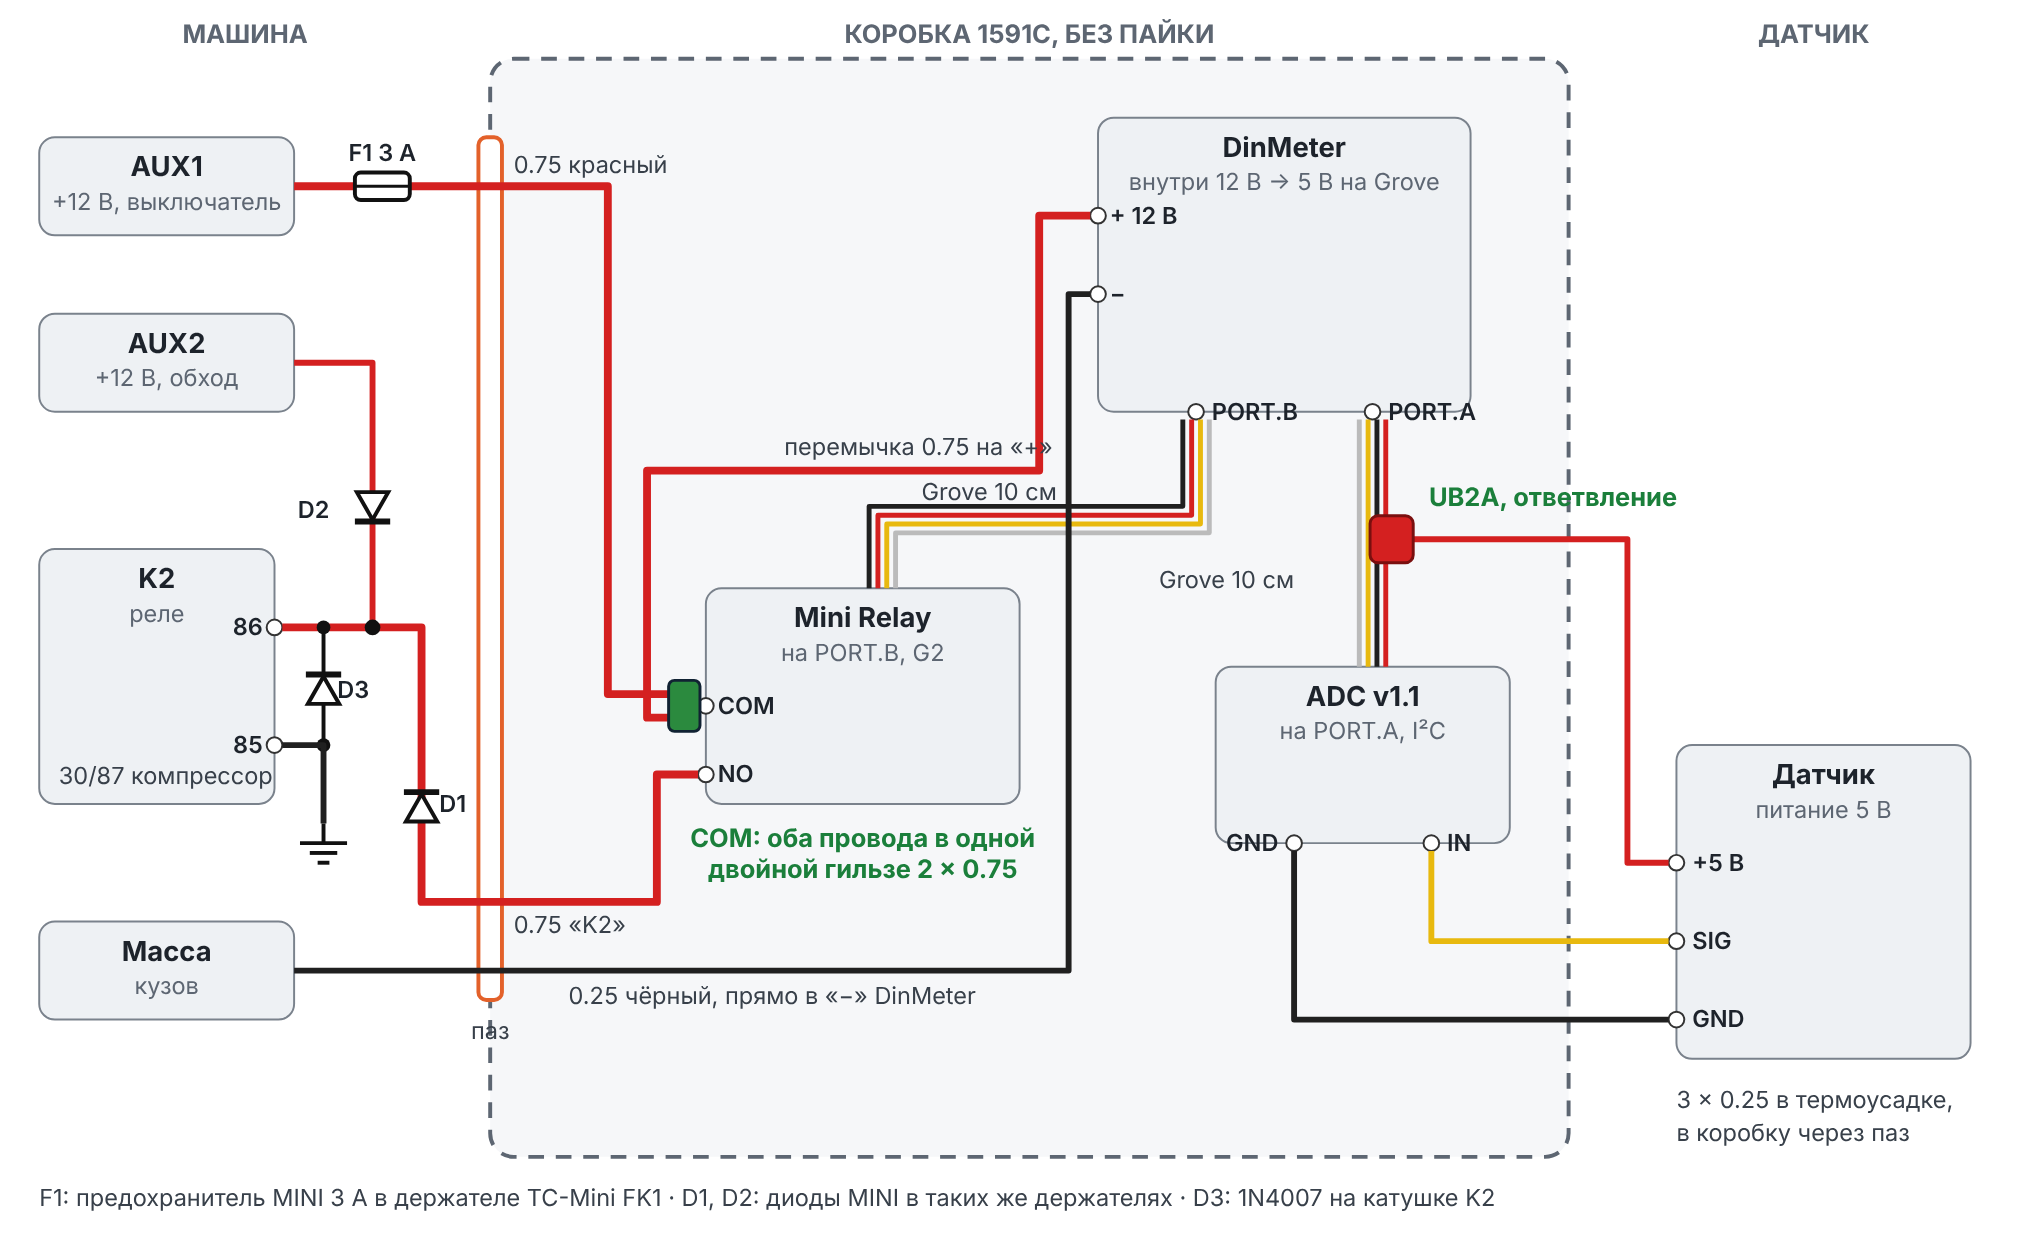 МАШИНА
КОРОБКА 1591C, БЕЗ ПАЙКИ
ДАТЧИК
AUX1
+12 В, выключатель
F1 3 А
0.75 красный
DinMeter
внутри 12 В → 5 В на Grove
+ 12 В
−
AUX2
+12 В, обход
PORT.B
PORT.A
перемычка 0.75 на «+»
Grove 10 см
UB2A, ответвление
D2
K2
реле
86
D3
85
30/87 компрессор
D1
Grove 10 см
Mini Relay
на PORT.B, G2
COM
NO
COM: оба провода в одной
двойной гильзе 2 × 0.75
ADC v1.1
на PORT.A, I²C
GND
IN
Датчик
питание 5 В
+5 В
SIG
GND
0.75 «K2»
Масса
кузов
0.25 чёрный, прямо в «−» DinMeter
паз
3 × 0.25 в термоусадке,
в коробку через паз
F1: предохранитель MINI 3 А в держателе TC-Mini FK1 · D1, D2: диоды MINI в таких же держателях · D3: 1N4007 на катушке K2